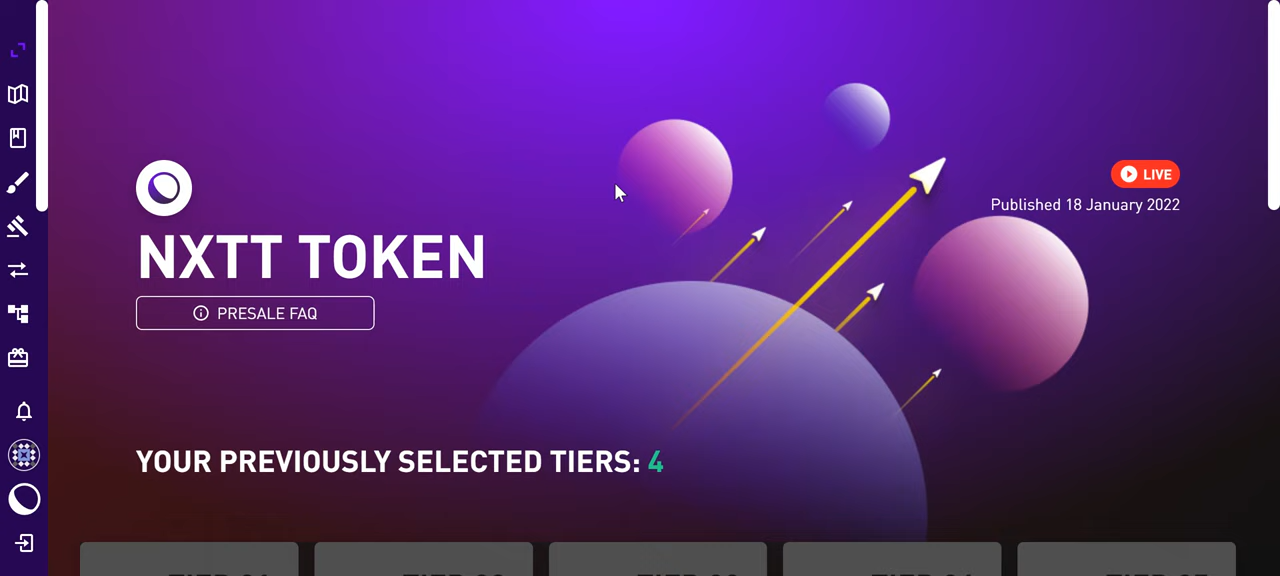 LIVE
Published 18 January 2022
NXTT TOKEN
PRESALE FAQ
YOUR PREVIOUSLY SELECTED TIERS: 4